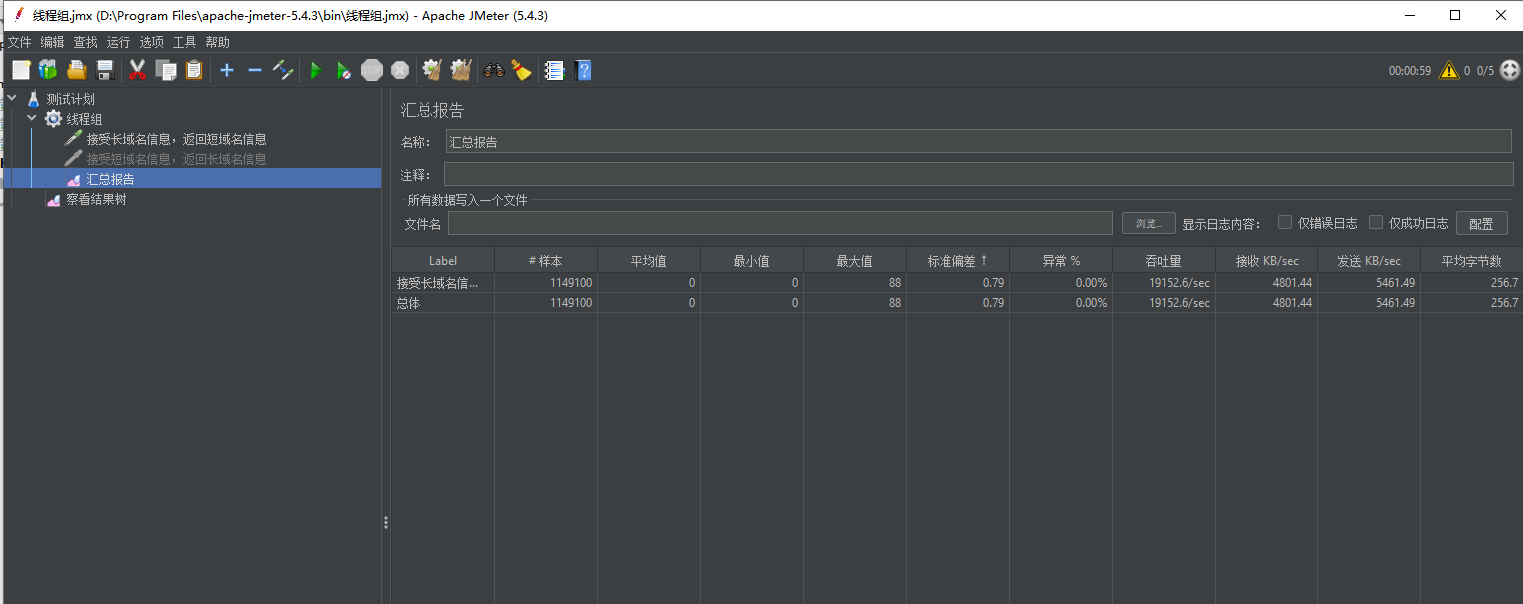 线程组.jmx (D:\Program Files\apache-jmeter-5.4.3\bin\线程组.jmx) - Apache JMeter (5.4.3)
文件 编辑 查找 运行 选项 工具 帮助
STOP
00:00:59 0 0/5
测试计划
线程组
接受长域名信息，返回短域名信息
接受短域名信息，返回长域名信息
汇总报告
察看结果树
汇总报告
名称： 汇总报告
注释：
所有数据写入一个文件
文件名 浏览... 显示日志内容： 仅错误日志 仅成功日志 配置
Label # 样本 平均值 最小值 最大值 标准偏差 ↑ 异常 % 吞吐量 接收 KB/sec 发送 KB/sec 平均字节数
接受长域名信... 1149100 0 0 88 0.79 0.00% 19152.6/sec 4801.44 5461.49 256.7
总体 1149100 0 0 88 0.79 0.00% 19152.6/sec 4801.44 5461.49 256.7